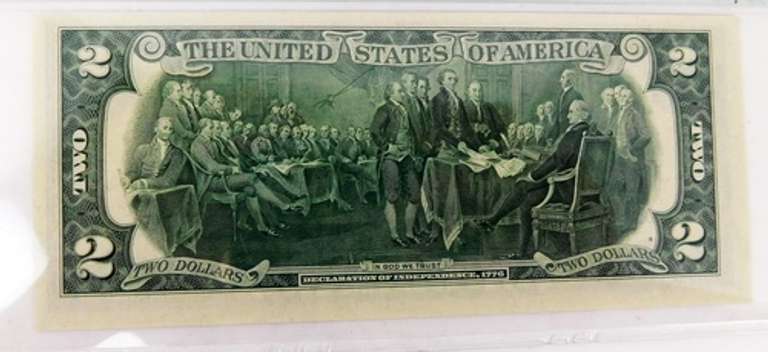 2 THE UNITED STATES OF AMERICA 2
TWO TWO
2 TWO DOLLARS IN GOD WE TRUST TWO DOLLARS 2
DECLARATION OF INDEPENDENCE, 1776